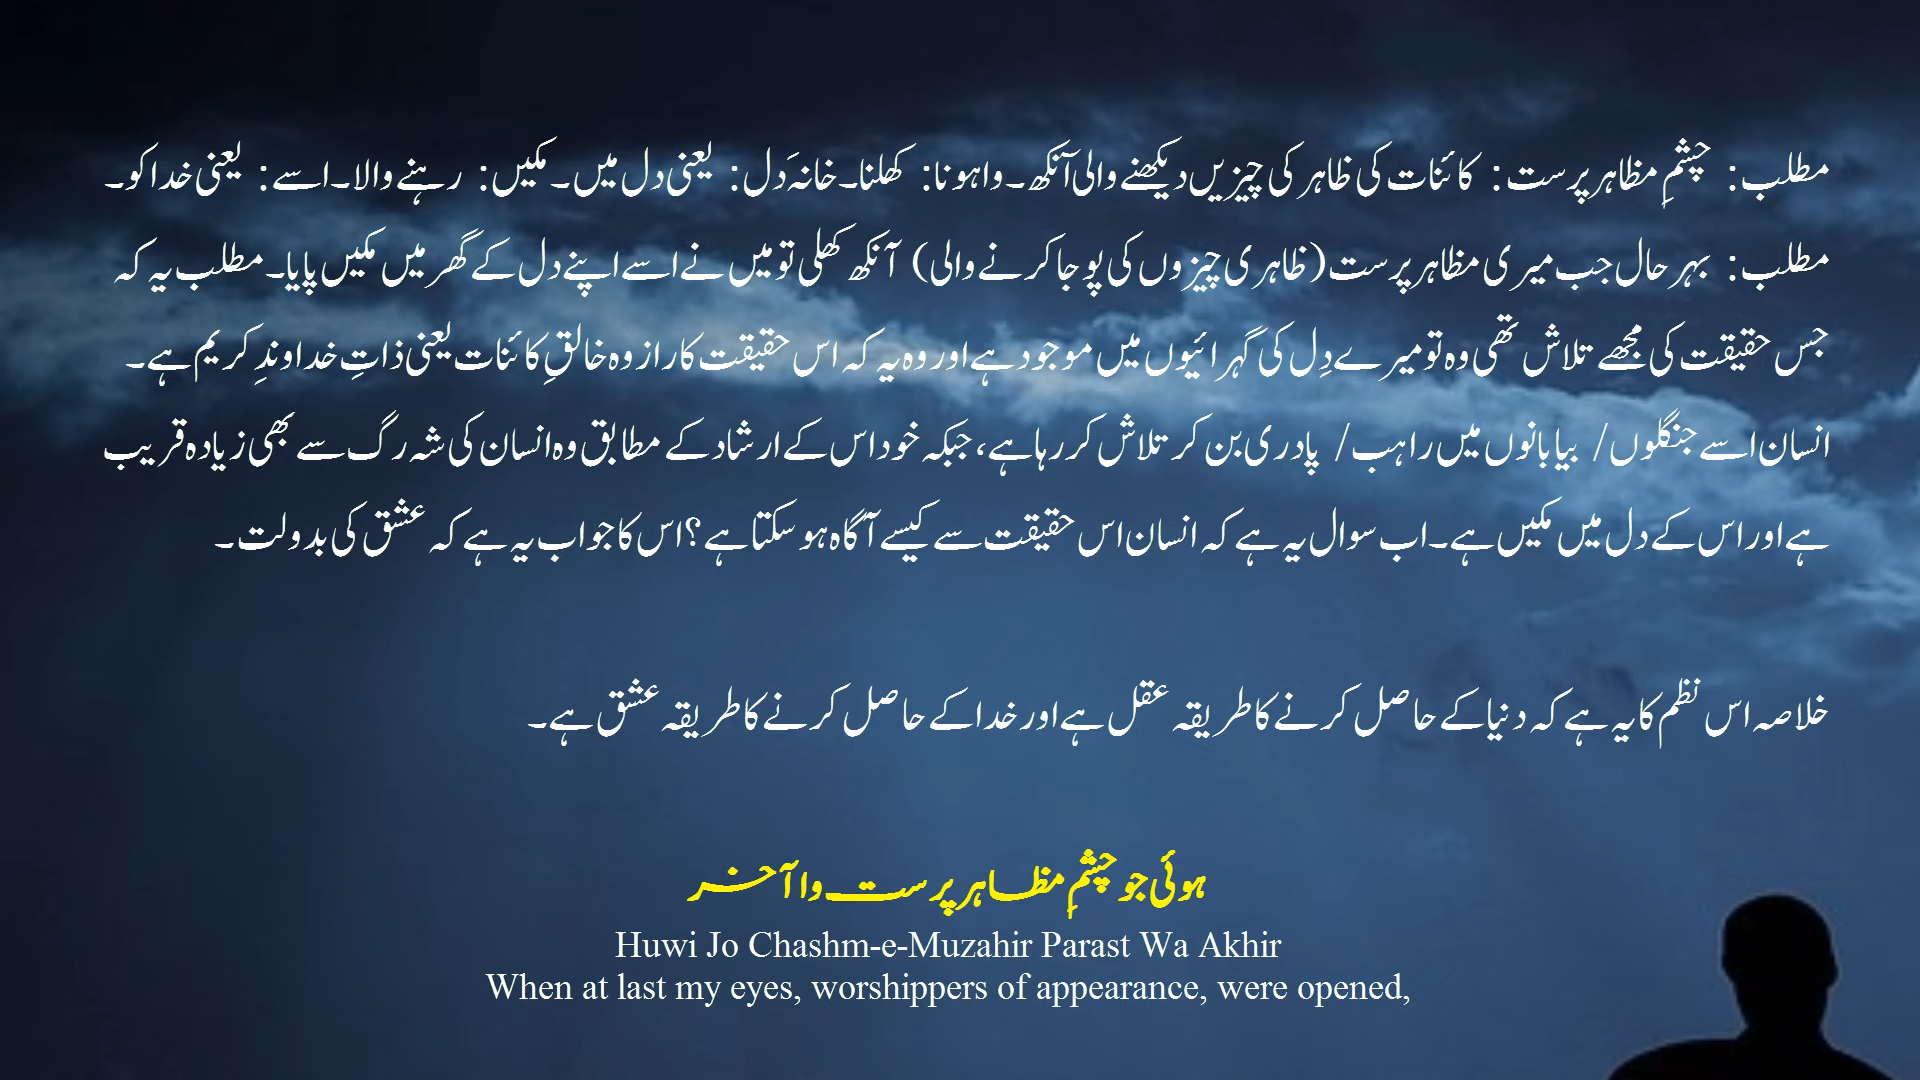 مطلب: چشمِ مظاہر پرست: کائنات کی ظاہر کی چیزیں دیکھنے والی آنکھ۔ وا ہونا: کھلنا۔ خانہَ دل: یعنی دل میں۔ مکیں: رہنے والا۔ اسے: یعنی خدا کو۔
مطلب: بہرحال جب میری مظاہر پرست (ظاہری چیزوں کی پوجا کرنے والی) آنکھ کھلی تو میں نے اسے اپنے دل کے گھر میں مکیں پایا۔ مطلب یہ کہ
جس حقیقت کی مجھے تلاش تھی وہ تو میرے دِل کی گہرائیوں میں موجود ہے اور وہ یہ کہ اس حقیقت کا راز وہ خالقِ کائنات یعنی ذاتِ خداوندِ کریم ہے۔
انسان اسے جنگلوں/ بیابانوں میں راہب/ پادری بن کر تلاش کر رہا ہے، جبکہ خود اس کے ارشاد کے مطابق وہ انسان کی شہ رگ سے بھی زیادہ قریب
ہے اور اس کے دل میں مکیں ہے۔ اب سوال یہ ہے کہ انسان اس حقیقت سے کیسے آگاہ ہو سکتا ہے؟ اس کا جواب یہ ہے کہ عشق کی بدولت۔
خلاصہ اس نظم کا یہ ہے کہ دنیا کے حاصل کرنے کا طریقہ عقل ہے اور خدا کے حاصل کرنے کا طریقہ عشق ہے۔
ہوئی جو چشمِ مظاہر پرست وا آخر
Huwi Jo Chashm-e-Muzahir Parast Wa Akhir
When at last my eyes, worshippers of appearance, were opened,